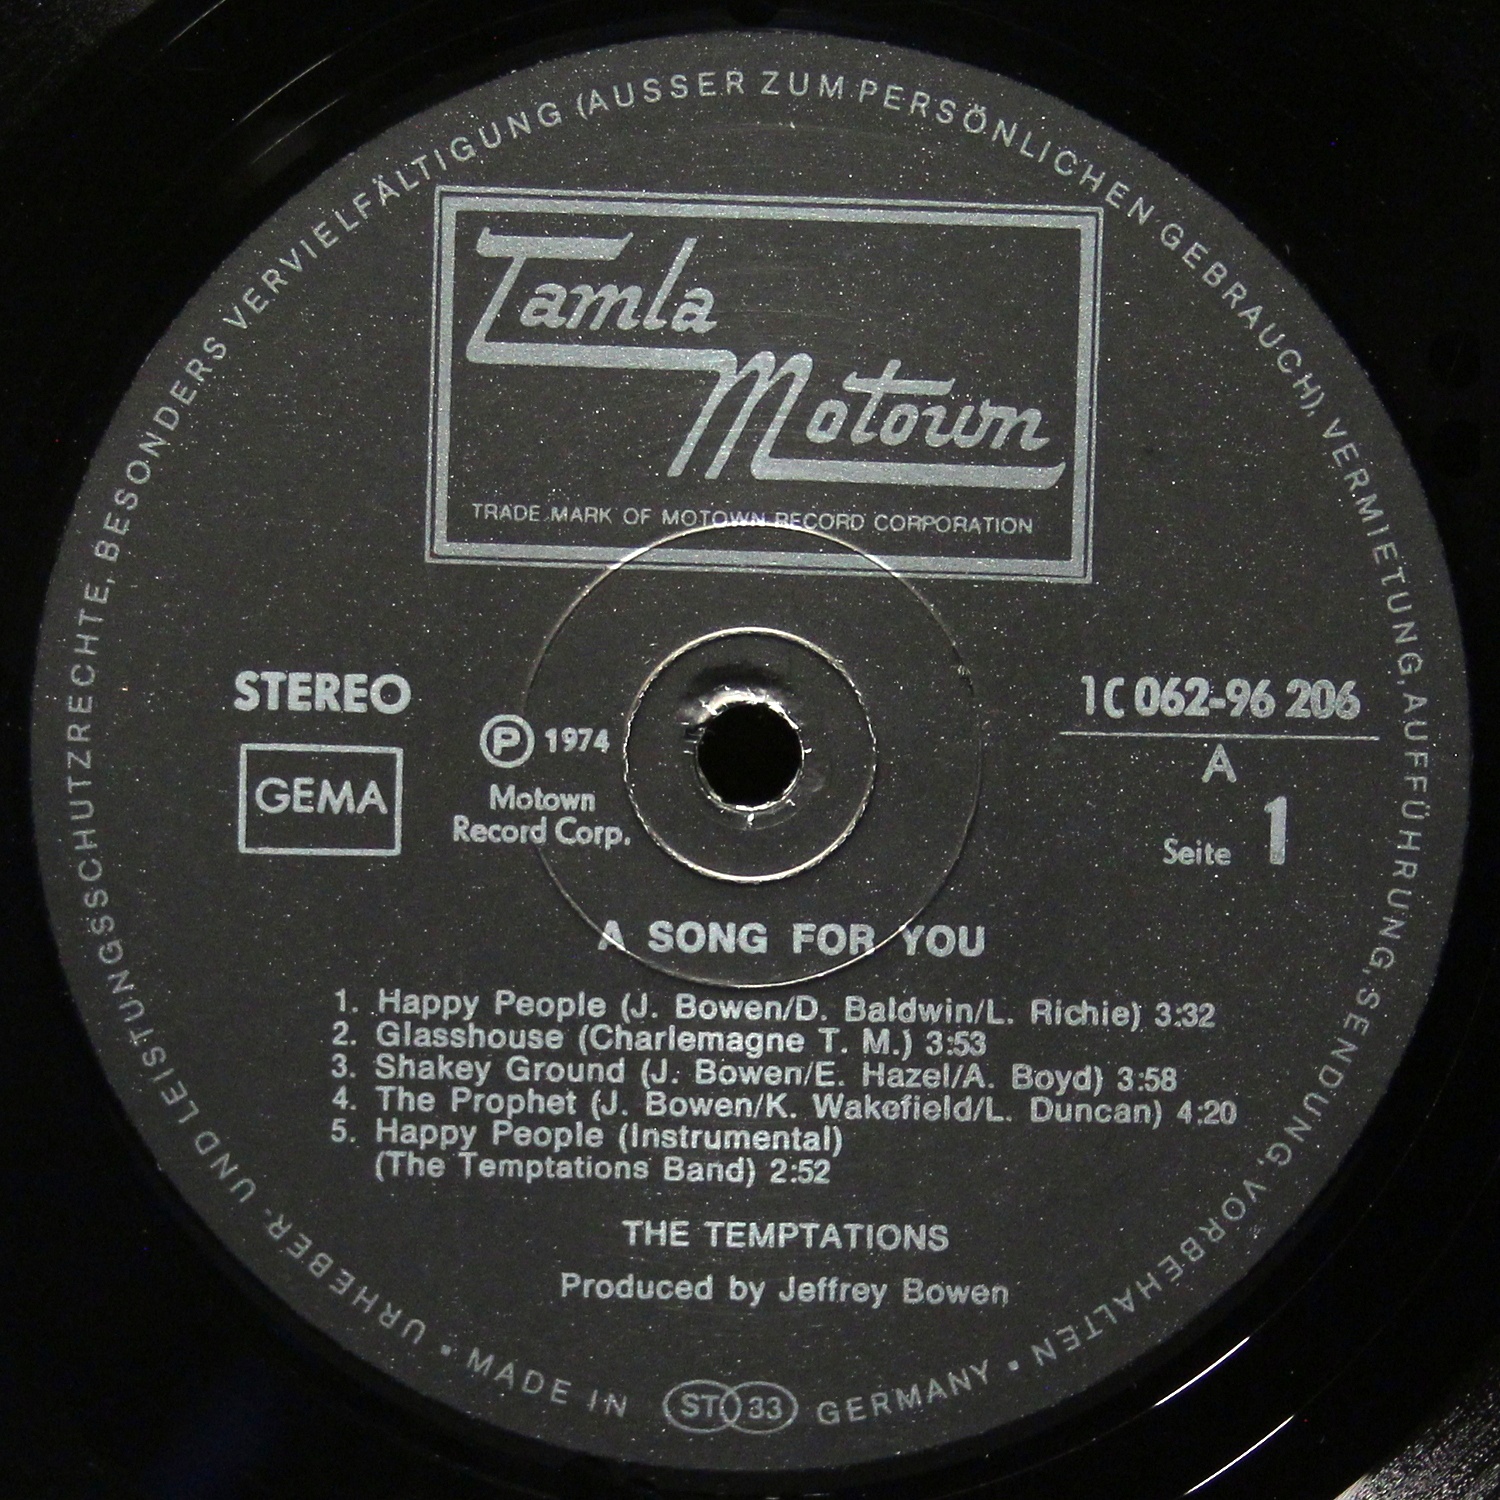 URHEBER- UND LEISTUNGSSCHUTZRECHTE, BESONDERS VERVIELFÄLTIGUNG (AUSSER ZUM PERSÖNLICHEN GEBRAUCH), VERMIETUNG, AUFFÜHRUNG, SENDUNG, VORBEHALTEN
Tamla
Motown
TRADE MARK OF MOTOWN RECORD CORPORATION
STEREO
GEMA
Ⓟ 1974
Motown
Record Corp.
1C 062-96 206
A
Seite 1
A SONG FOR YOU
1. Happy People (J. Bowen/D. Baldwin/L. Richie) 3:32
2. Glasshouse (Charlemagne T. M.) 3:53
3. Shakey Ground (J. Bowen/E. Hazel/A. Boyd) 3:58
4. The Prophet (J. Bowen/K. Wakefield/L. Duncan) 4:20
5. Happy People (Instrumental)
(The Temptations Band) 2:52
THE TEMPTATIONS
Produced by Jeffrey Bowen
▪ MADE IN ST 33 GERMANY ▪